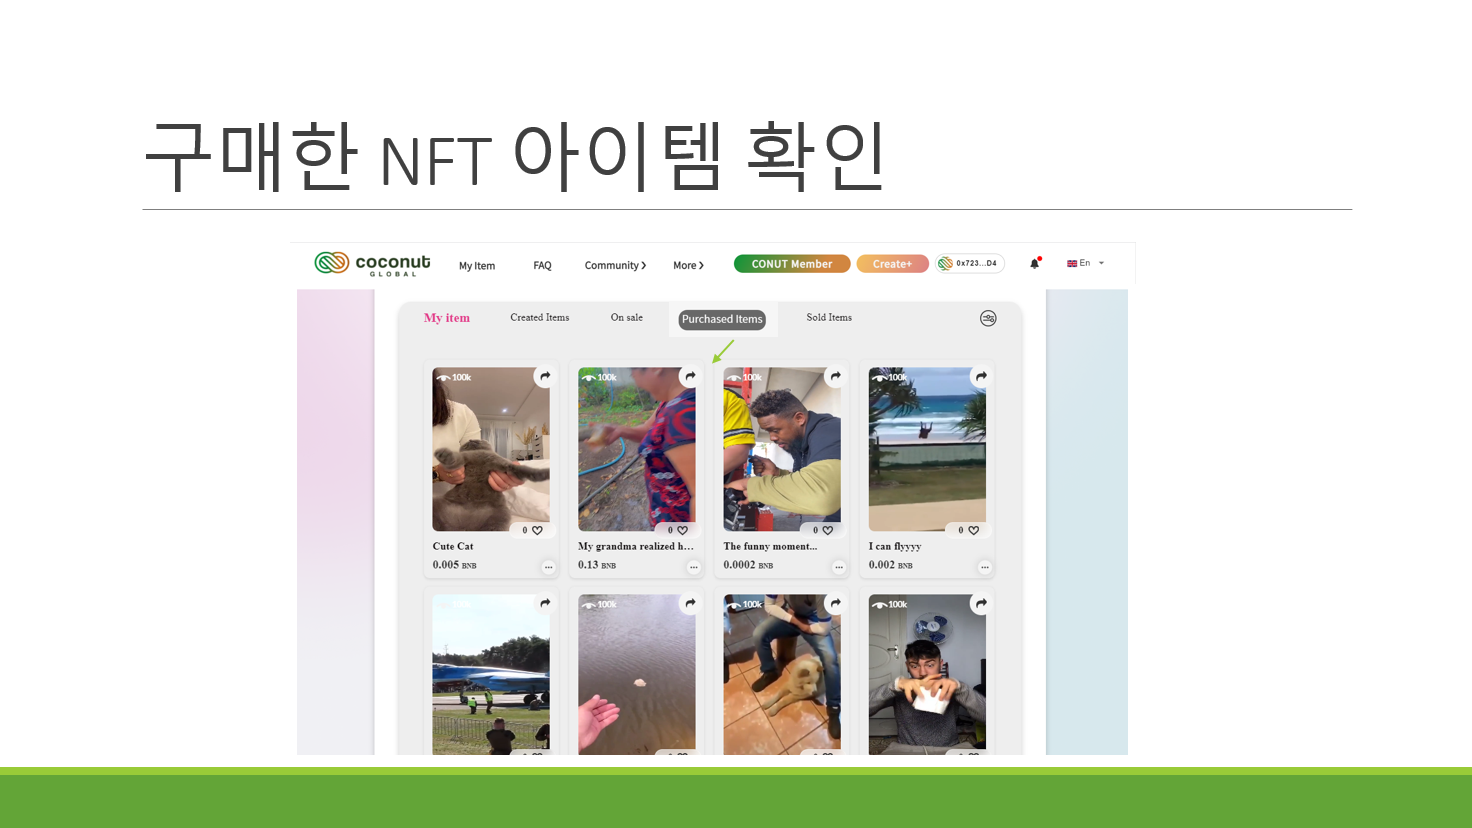 구매한 NFT 아이템 확인
coconut
GLOBAL
My Item FAQ Community More CONUT Member Create+ 0x723...D4 En
My item Created Items On sale Purchased Items Sold Items
100k 100k 100k 100k
0 0 0 0
Cute Cat My grandma realized h... The funny moment... I can flyyyy
0.005 BNB 0.13 BNB 0.0002 BNB 0.002 BNB
100k 100k 100k 100k